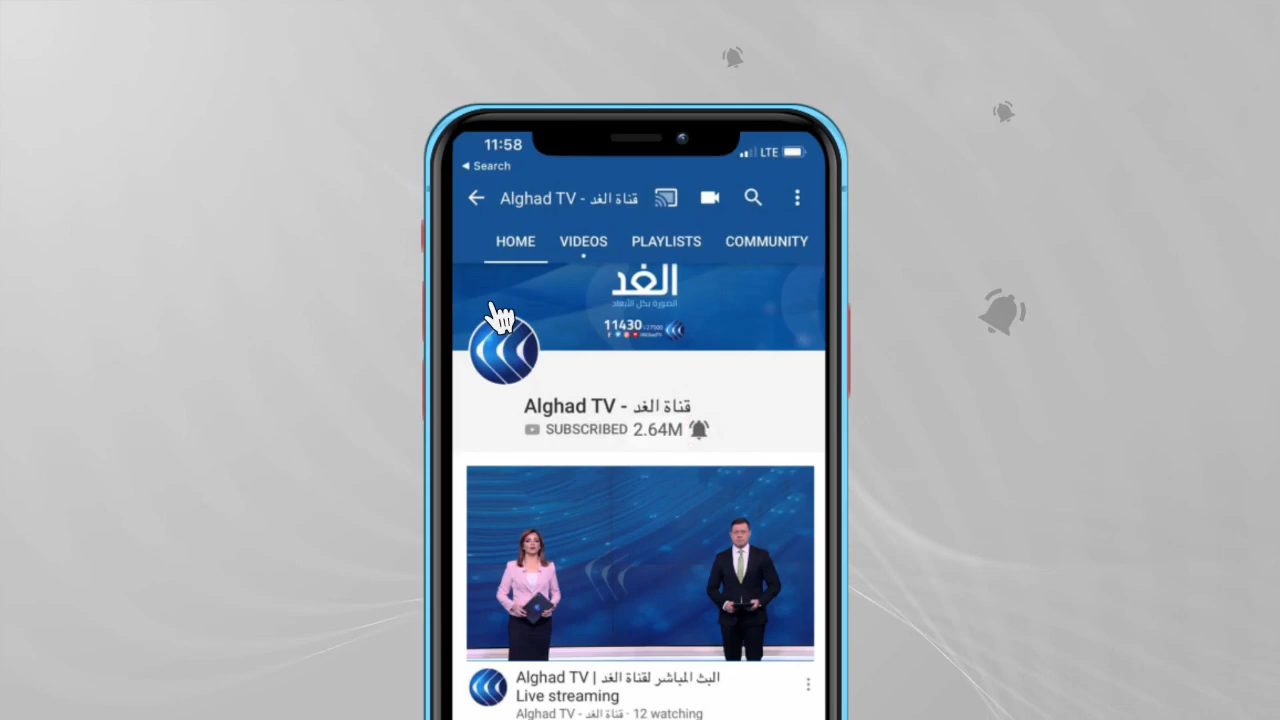 11:58
LTE
Search
Alghad TV - قناة الغد
HOME VIDEOS PLAYLISTS COMMUNITY
الغد
الصورة بكل الأبعاد
11430
Alghad TV - قناة الغد
SUBSCRIBED 2.64M
Alghad TV | البث المباشر لقناة الغد
Live streaming
Alghad TV - قناة الغد · 12 watching